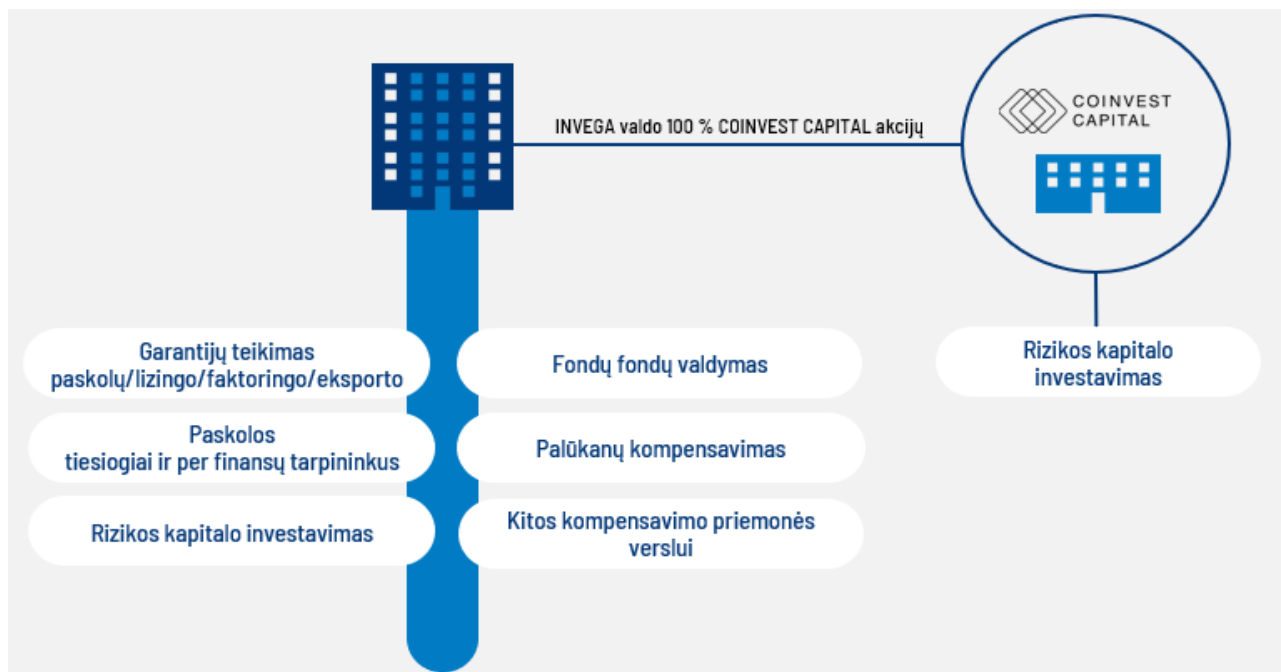 INVEGA valdo 100 % COINVEST CAPITAL akcijų
COINVEST
CAPITAL
Garantijų teikimas
paskolų/lizingo/faktoringo/eksporto
Fondų fondų valdymas
Rizikos kapitalo
investavimas
Paskolos
tiesiogiai ir per finansų tarpininkus
Palūkanų kompensavimas
Rizikos kapitalo investavimas
Kitos kompensavimo priemonės
verslui